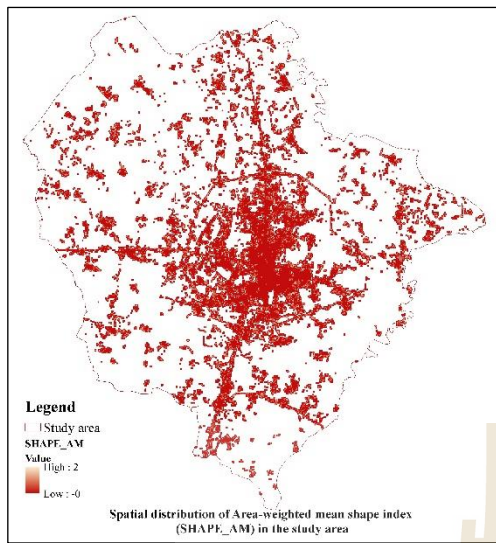 Legend
Study area
SHAPE_AM
Value
High : 2
Low : -0
Spatial distribution of Area-weighted mean shape index
(SHAPE_AM) in the study area